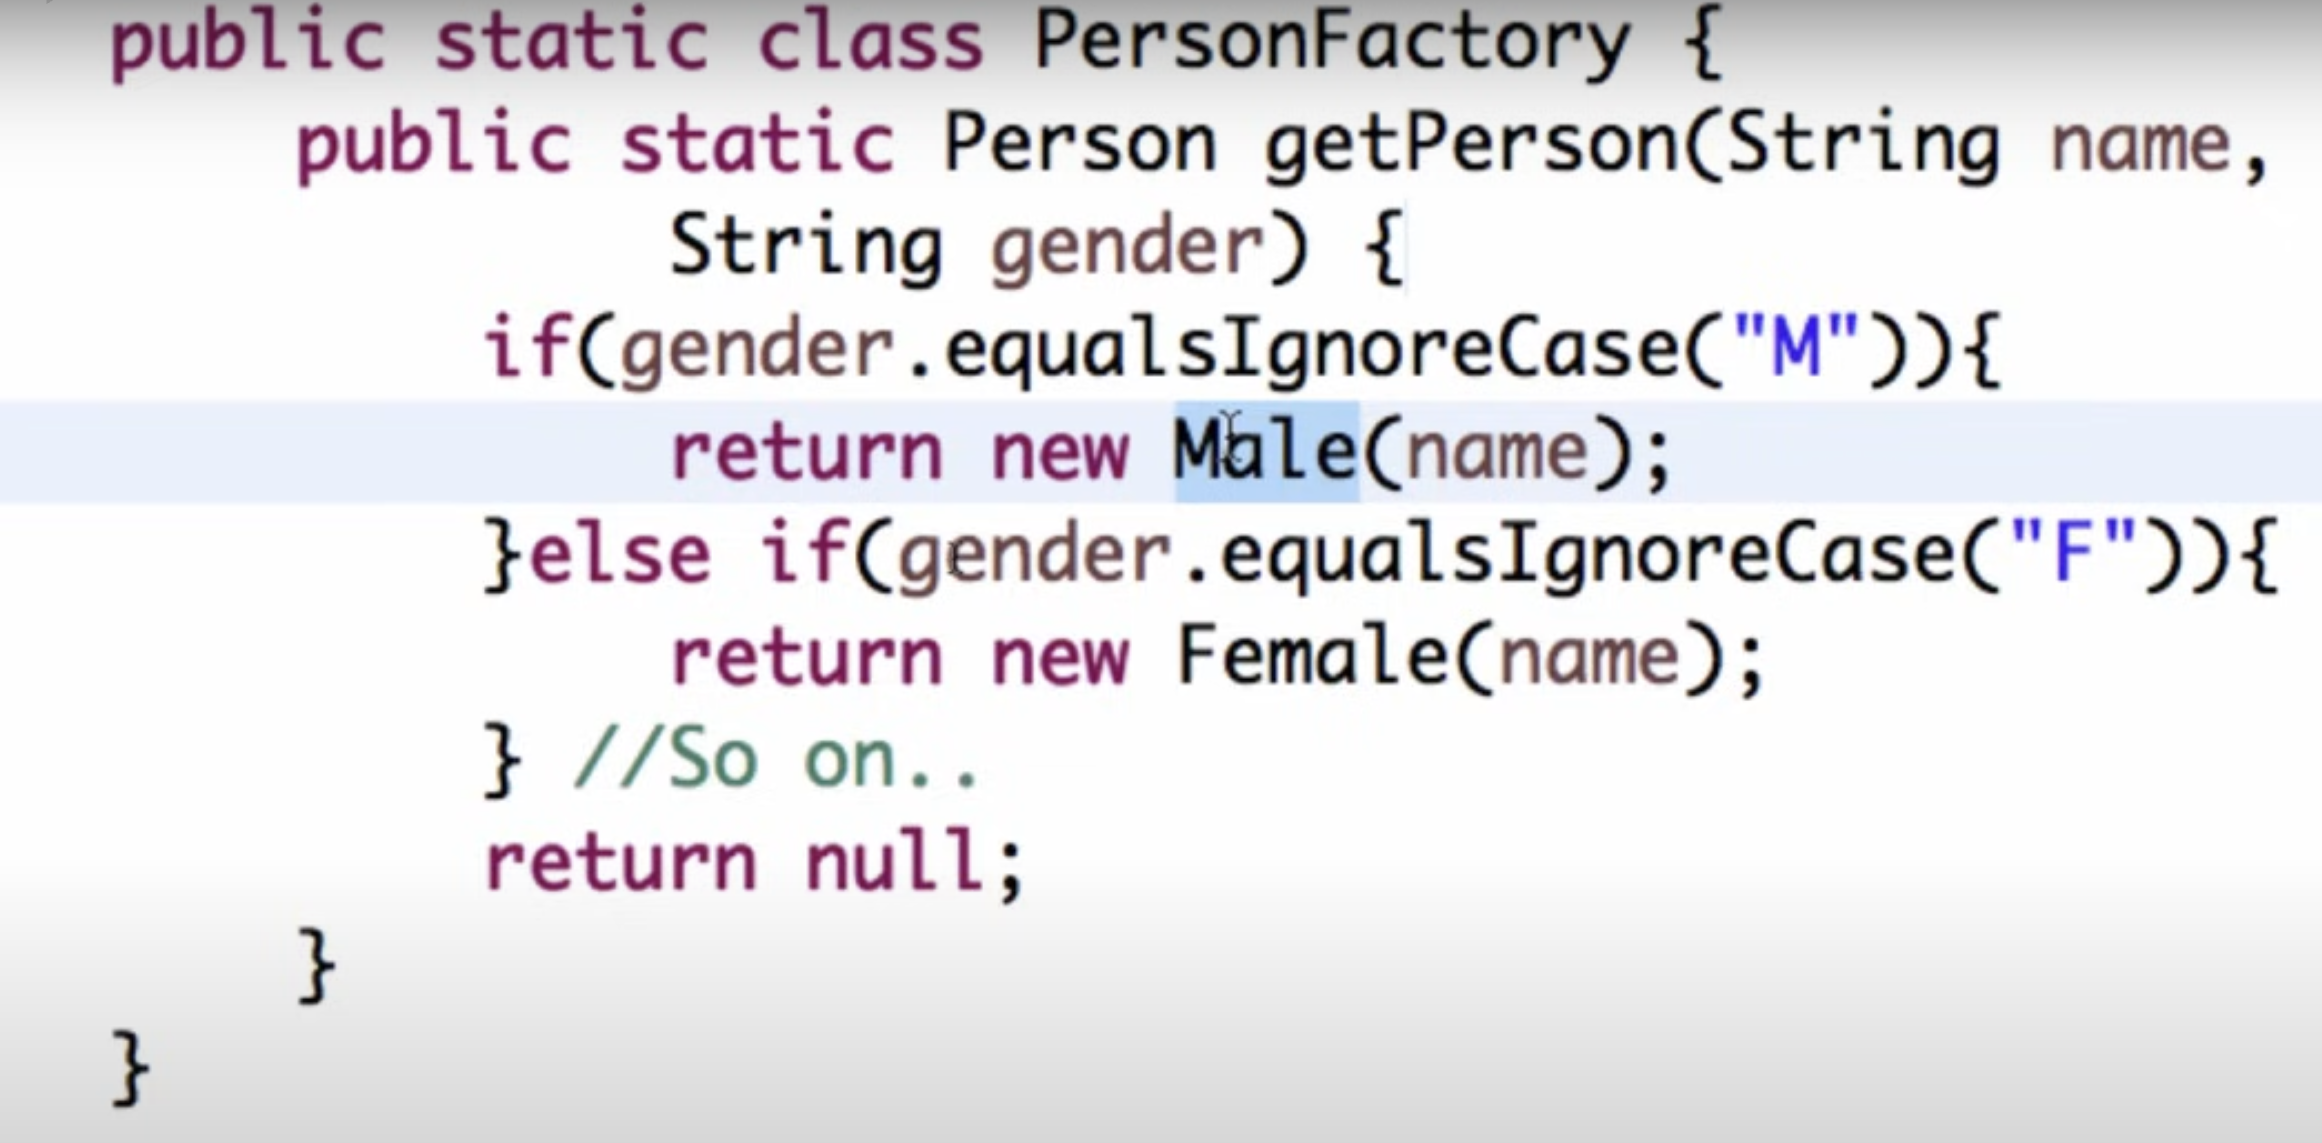 public static class PersonFactory {
public static Person getPerson(String name,
String gender) {
if(gender.equalsIgnoreCase("M")){
return new Male(name);
}else if(gender.equalsIgnoreCase("F")){
return new Female(name);
} //So on..
return null;
}
}